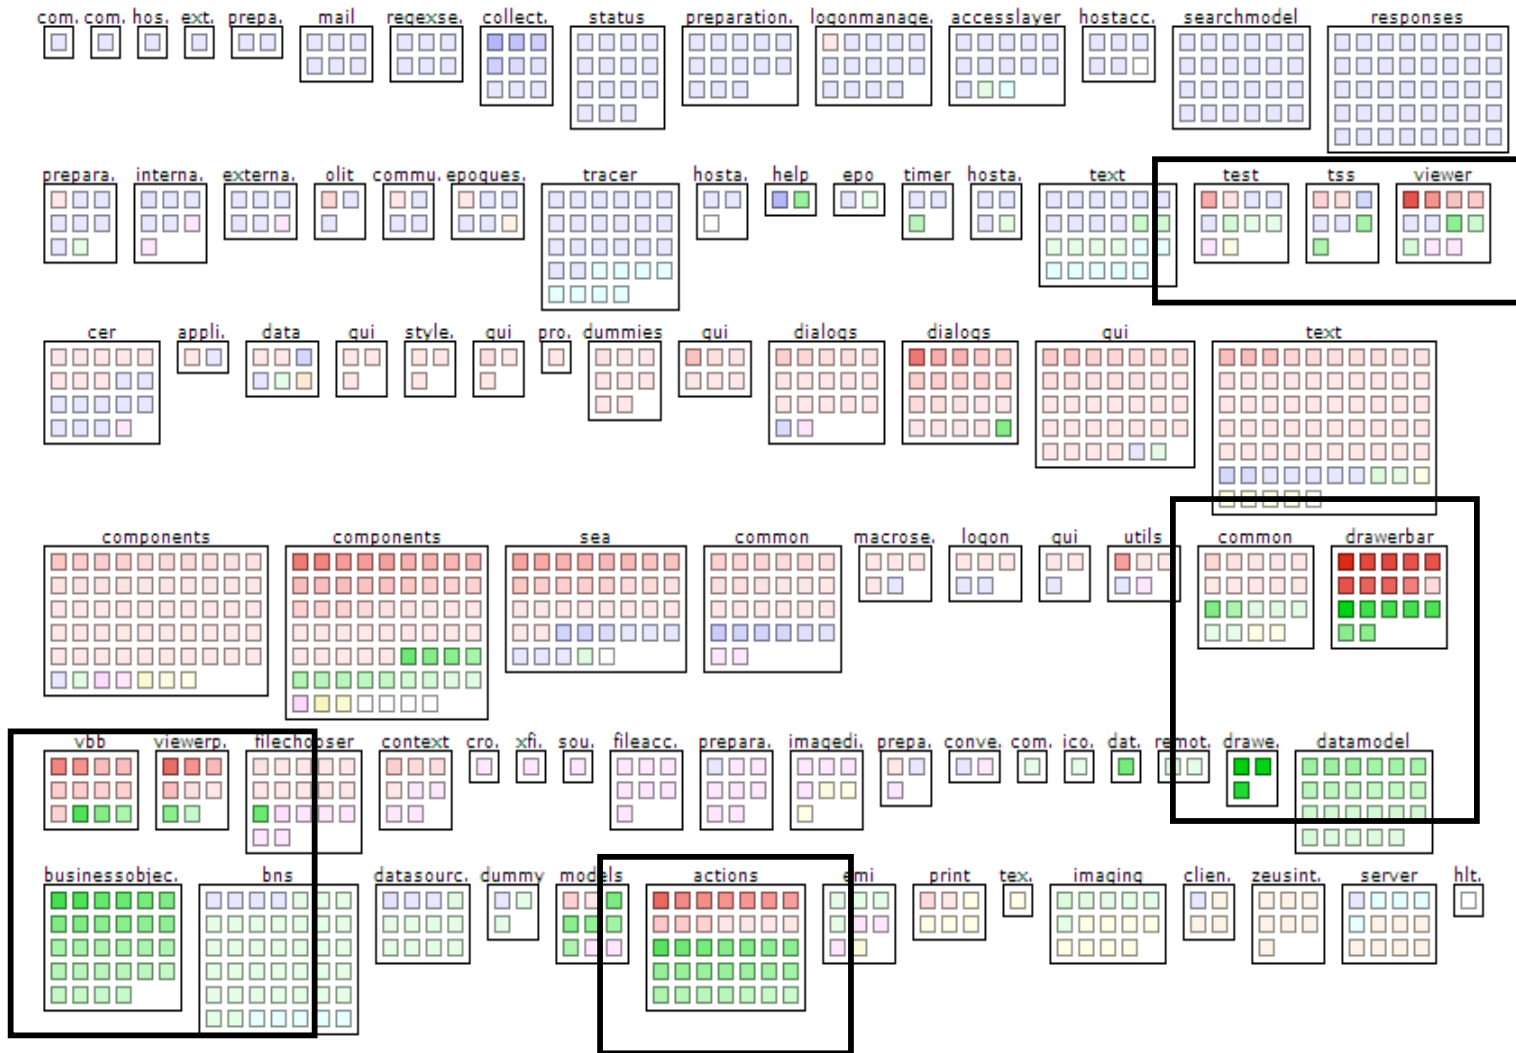 com. com. hos. ext. prepa. mail regexse. collect. status preparation. logonmanage. accesslayer hostacc. searchmodel responses
prepara. interna. externa. olit commu. epoques. tracer hosta. help epo timer hosta. text test tss viewer
cer appli. data gui style. gui pro. dummies gui dialogs dialogs gui text
components components sea common macrose. logon gui utils common drawerbar
vbb viewerp. filechooser context cro. xfi. sou. fileacc. prepara. imagedi. prepa. conve. com. ico. dat. remot. drawe. datamodel
businessobjec. bns datasourc. dummy models actions emi print tex. imaging clien. zeusint. server hlt.